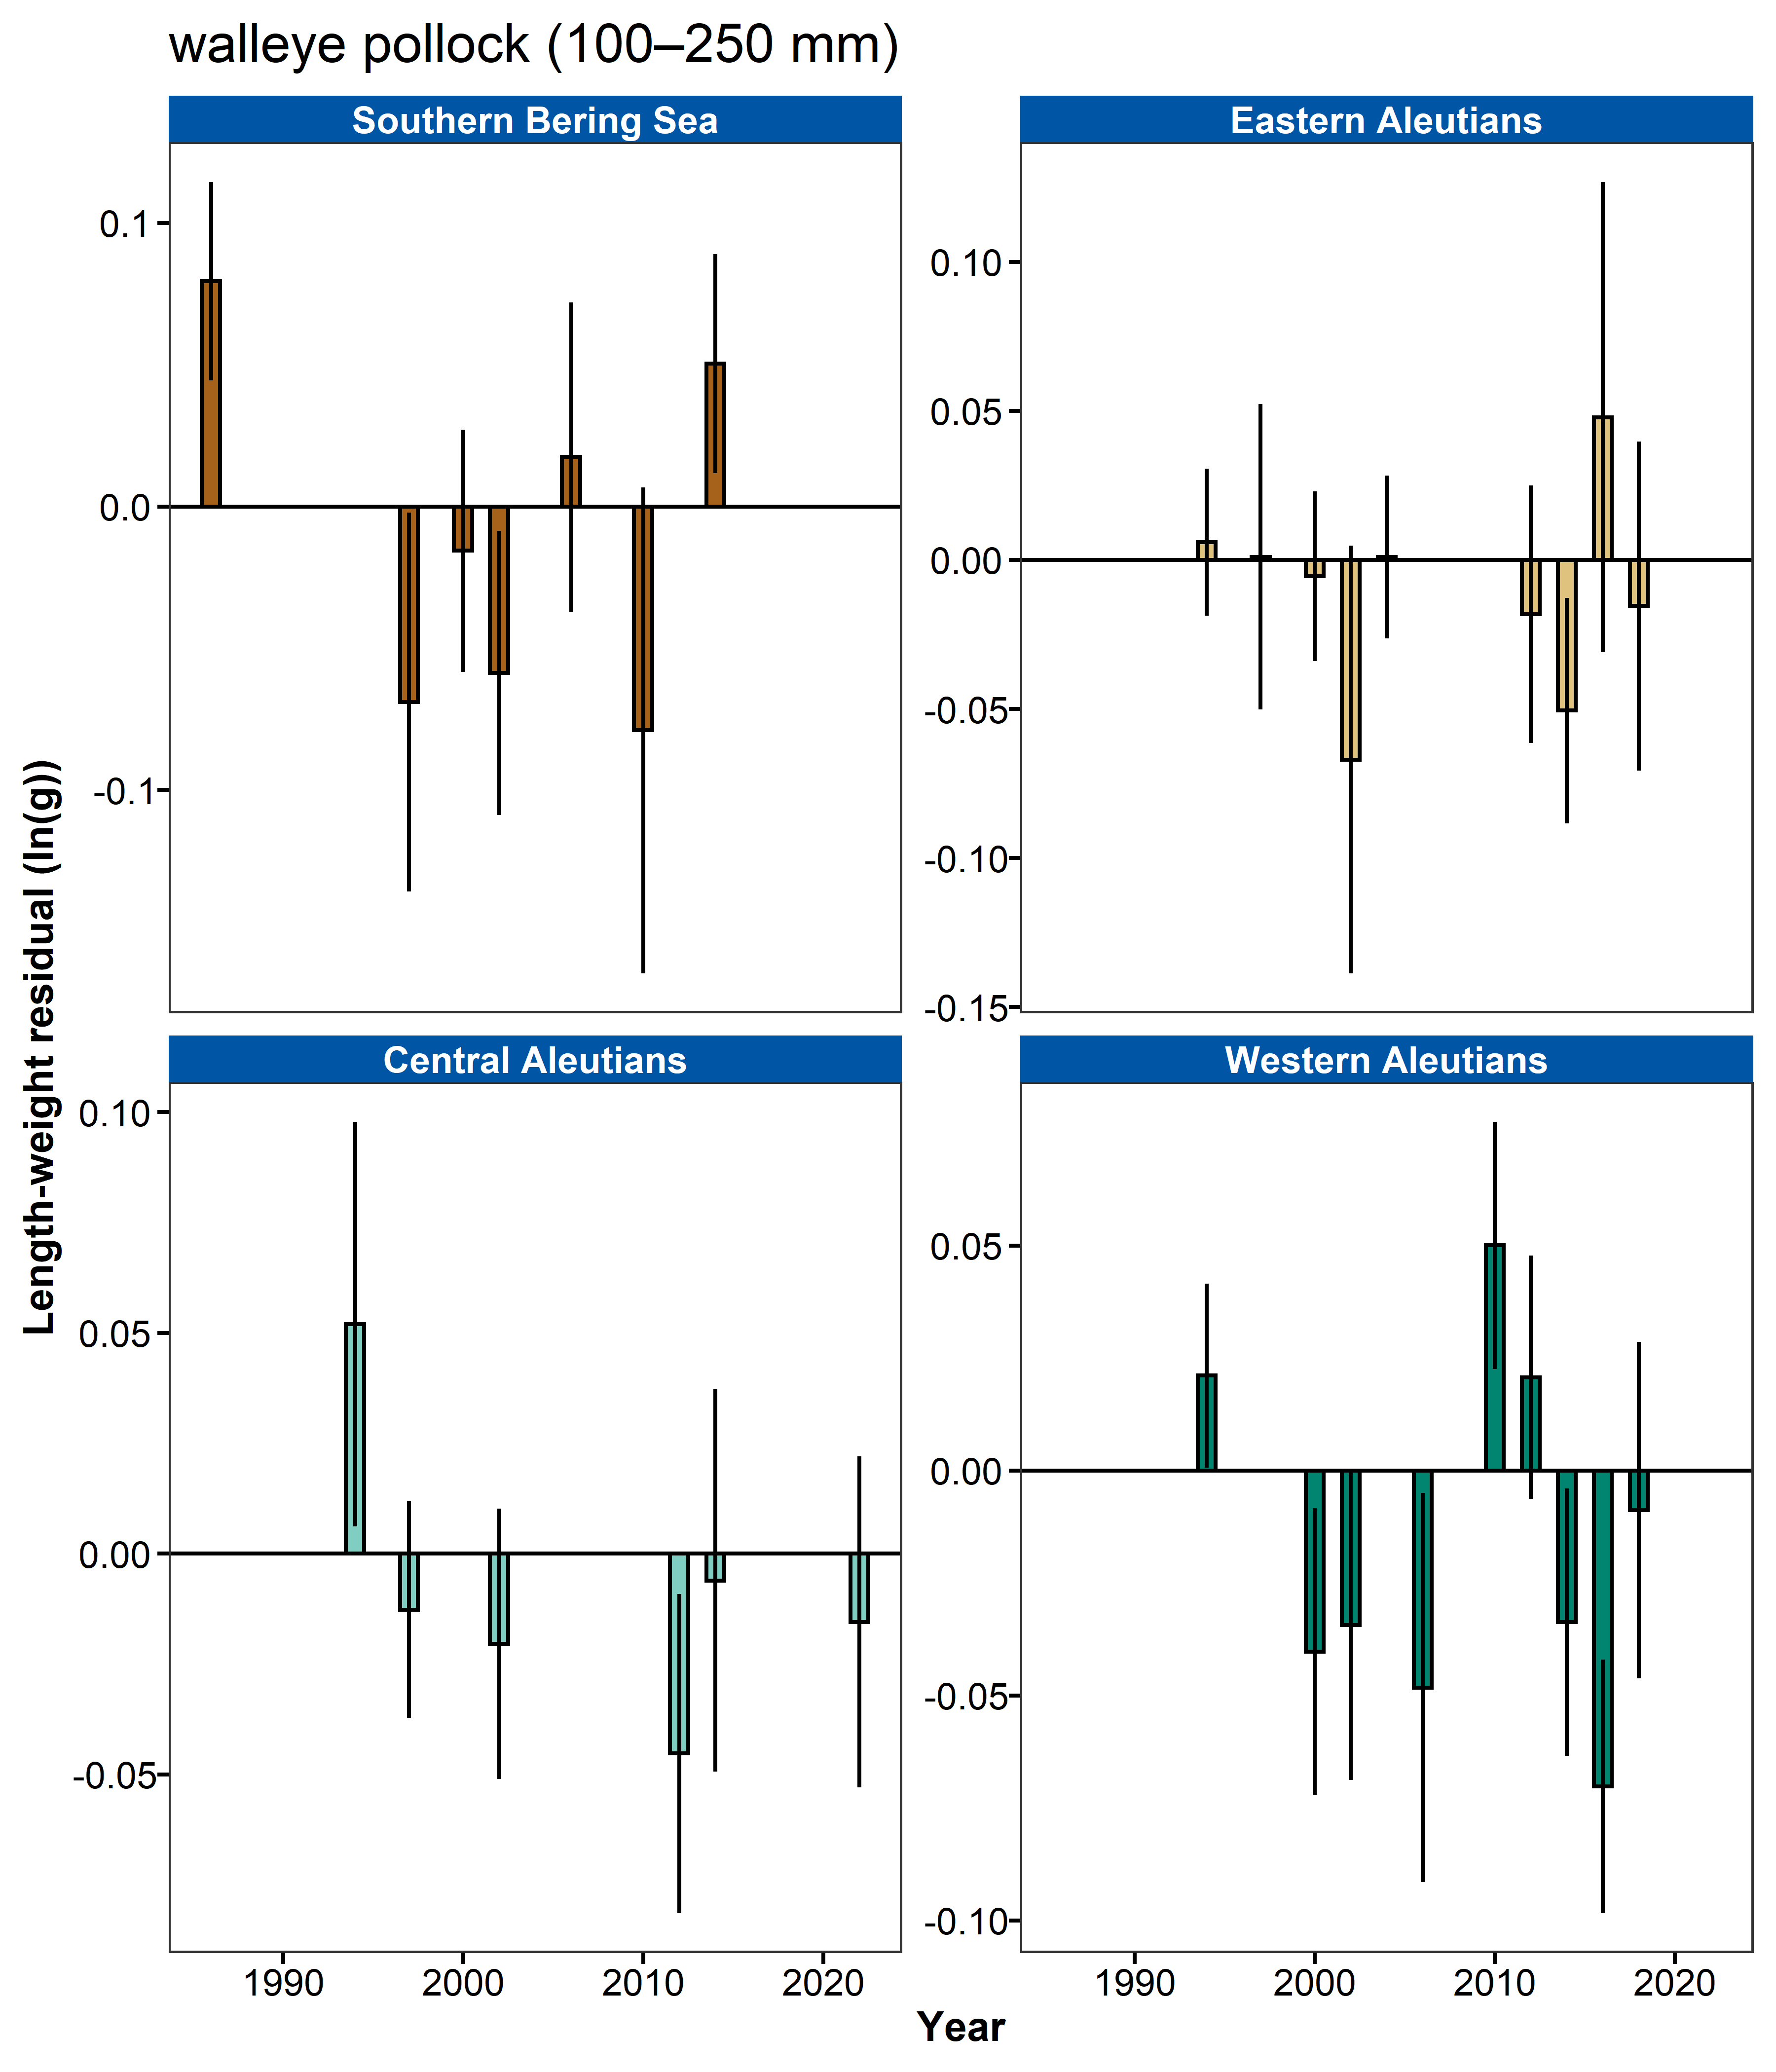 walleye pollock (100–250 mm)
Southern Bering Sea
Eastern Aleutians
0.1
0.0
-0.1
0.10
0.05
0.00
-0.05
-0.10
-0.15
Length-weight residual (ln(g))
Central Aleutians
Western Aleutians
0.10
0.05
0.00
-0.05
0.05
0.00
-0.05
-0.10
1990 2000 2010 2020
1990 2000 2010 2020
Year